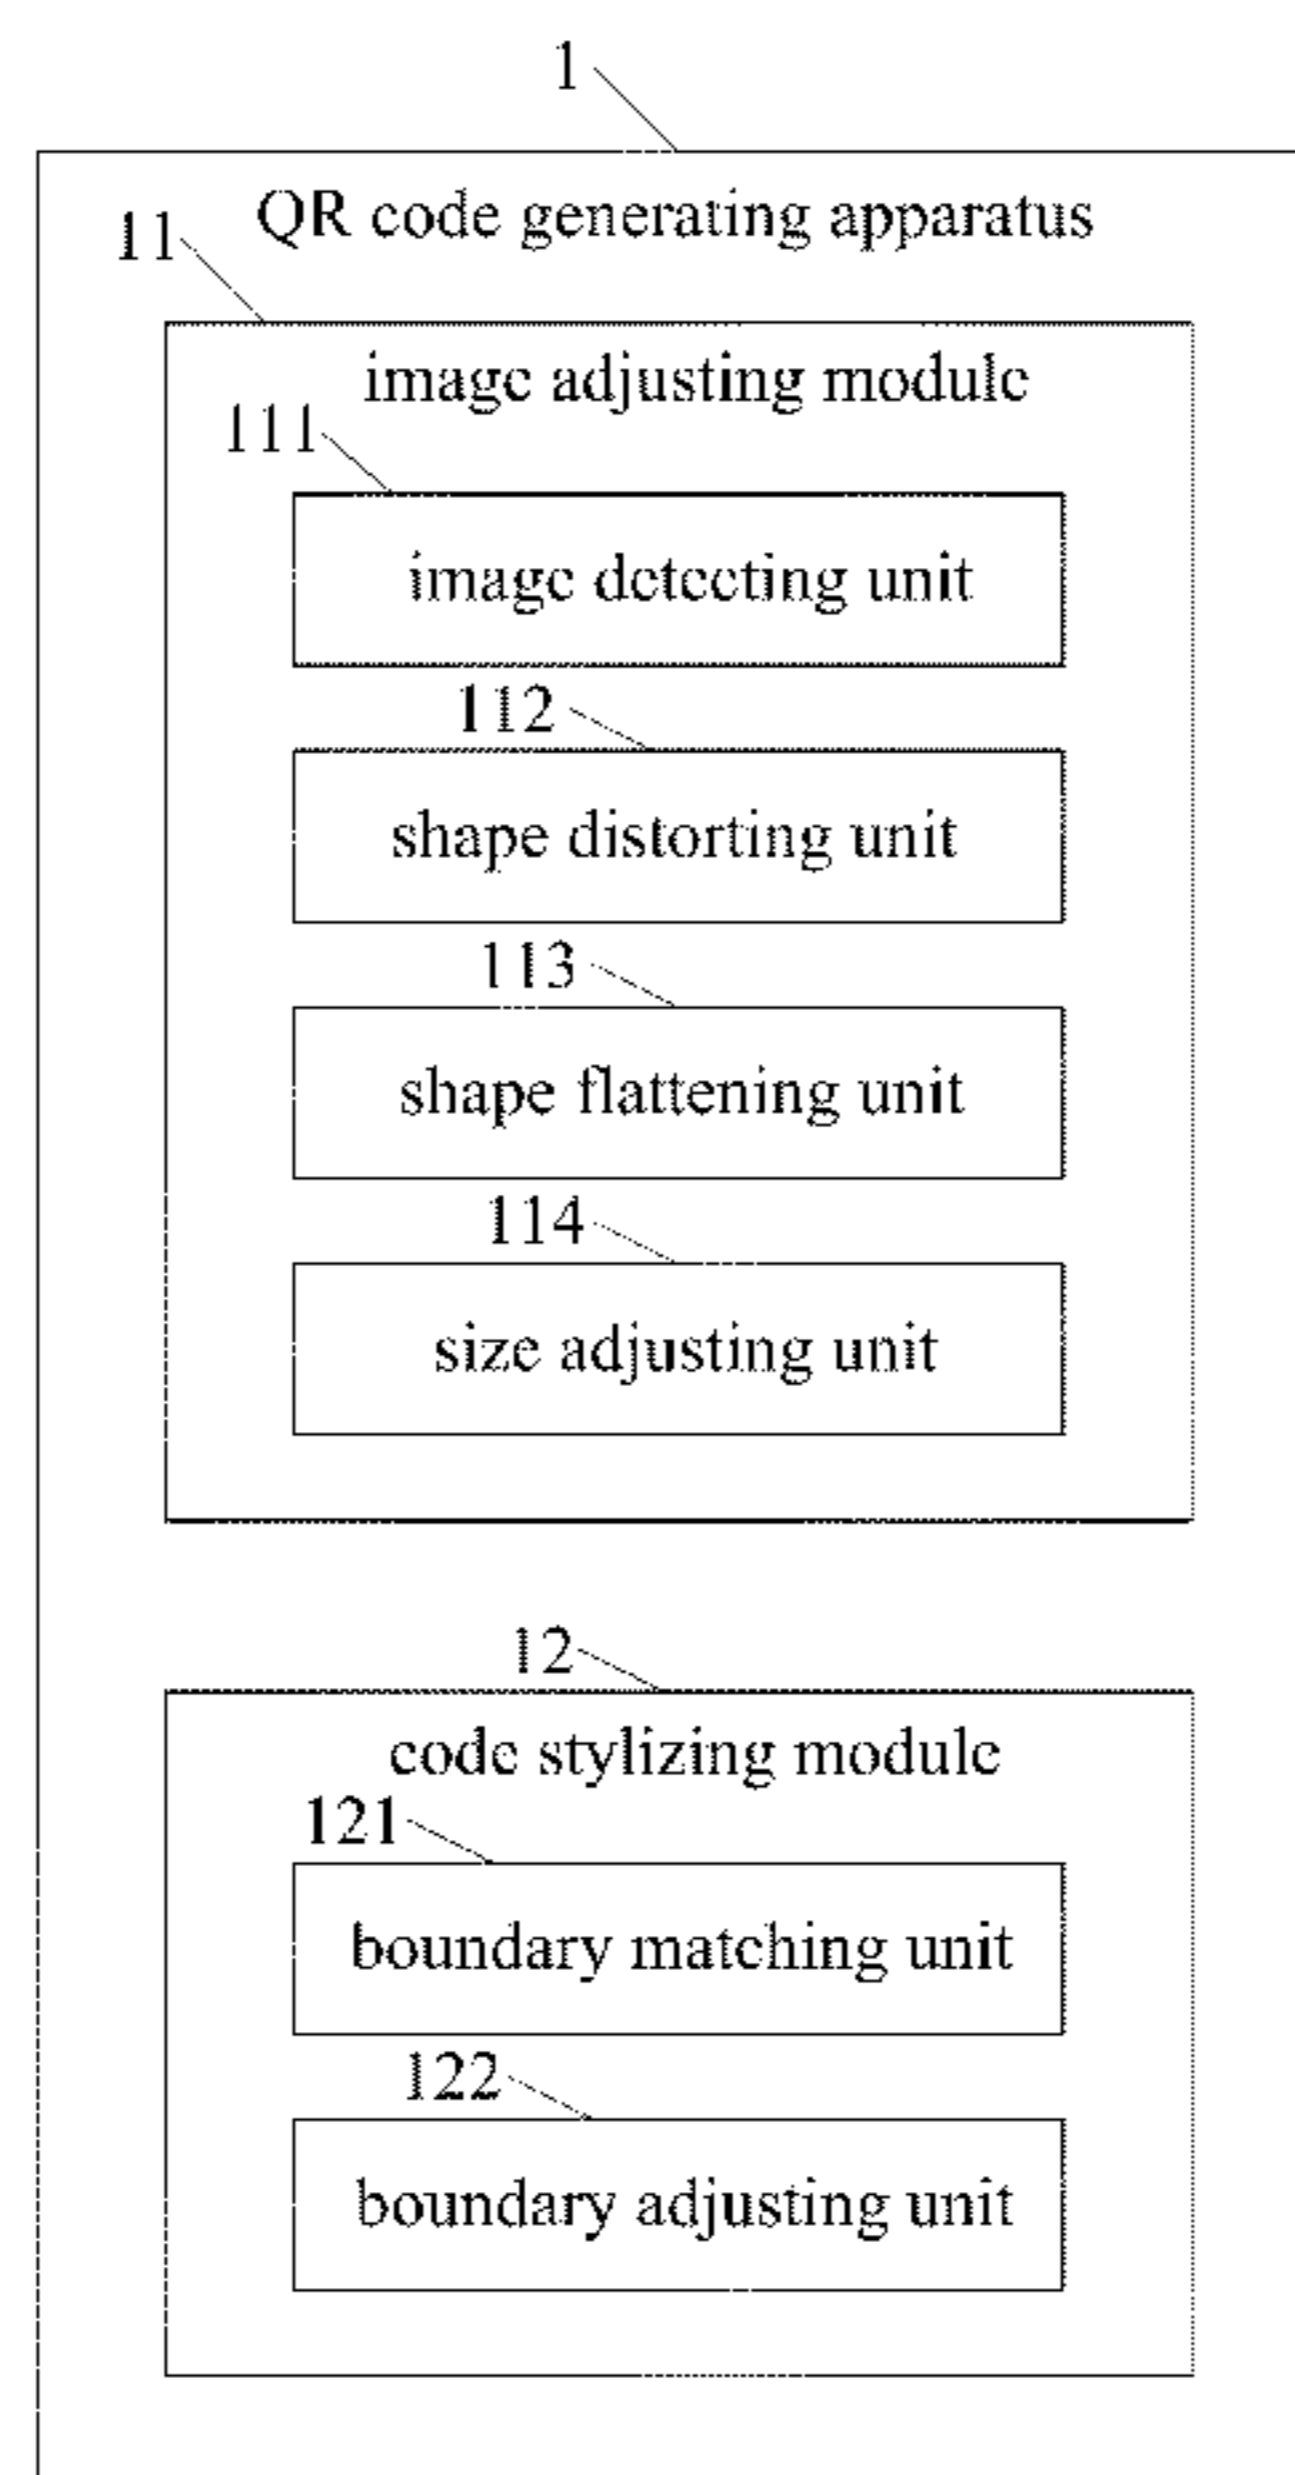 1
QR code generating apparatus
11
image adjusting module
111
image detecting unit
112
shape distorting unit
113
shape flattening unit
114
size adjusting unit
12
code stylizing module
121
boundary matching unit
122
boundary adjusting unit